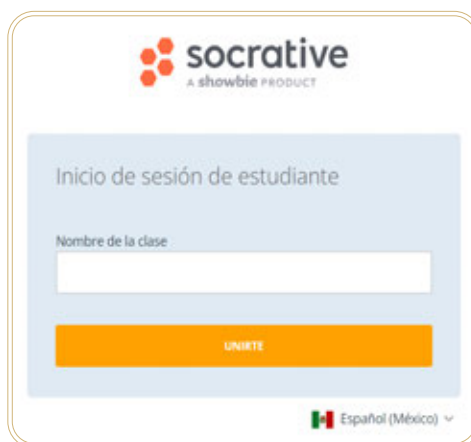 socrative
A showbie PRODUCT
Inicio de sesión de estudiante
Nombre de la clase
UNIRTE
Español (México)